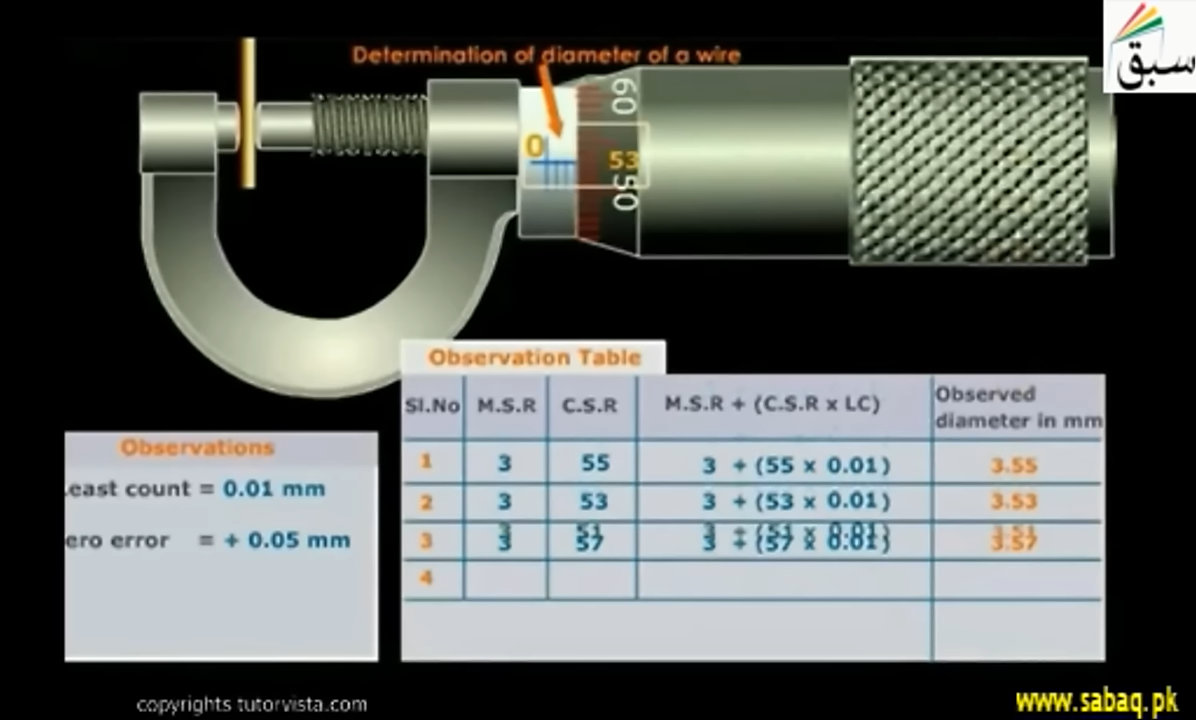 سبق
Determination of diameter of a wire
60
0
53
50
Observation Table
Sl.No M.S.R C.S.R M.S.R + (C.S.R x LC) Observed diameter in mm
1 3 55 3 + (55 x 0.01) 3.55
2 3 53 3 + (53 x 0.01) 3.53
3
4
Observations
east count = 0.01 mm
ero error = + 0.05 mm
copyrights tutorvista.com
www.sabaq.pk